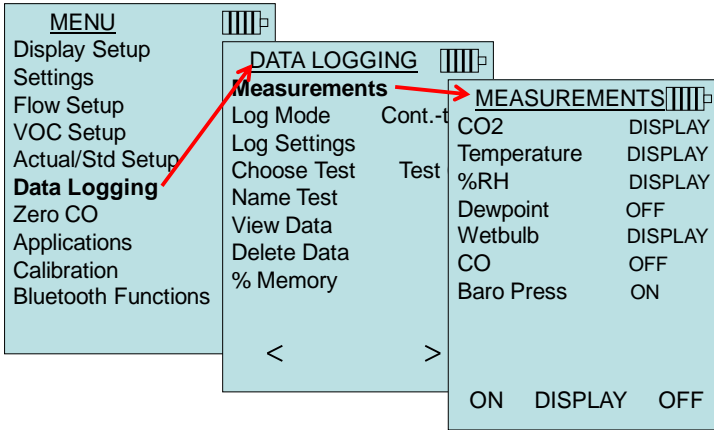 MENU
Display Setup
Settings
Flow Setup
VOC Setup
Actual/Std Setup
Data Logging
Zero CO
Applications
Calibration
Bluetooth Functions
DATA LOGGING
Measurements
Log Mode Cont.-t
Log Settings
Choose Test Test
Name Test
View Data
Delete Data
% Memory
< >
MEASUREMENTS
CO2 DISPLAY
Temperature DISPLAY
%RH DISPLAY
Dewpoint OFF
Wetbulb DISPLAY
CO OFF
Baro Press ON
ON DISPLAY OFF